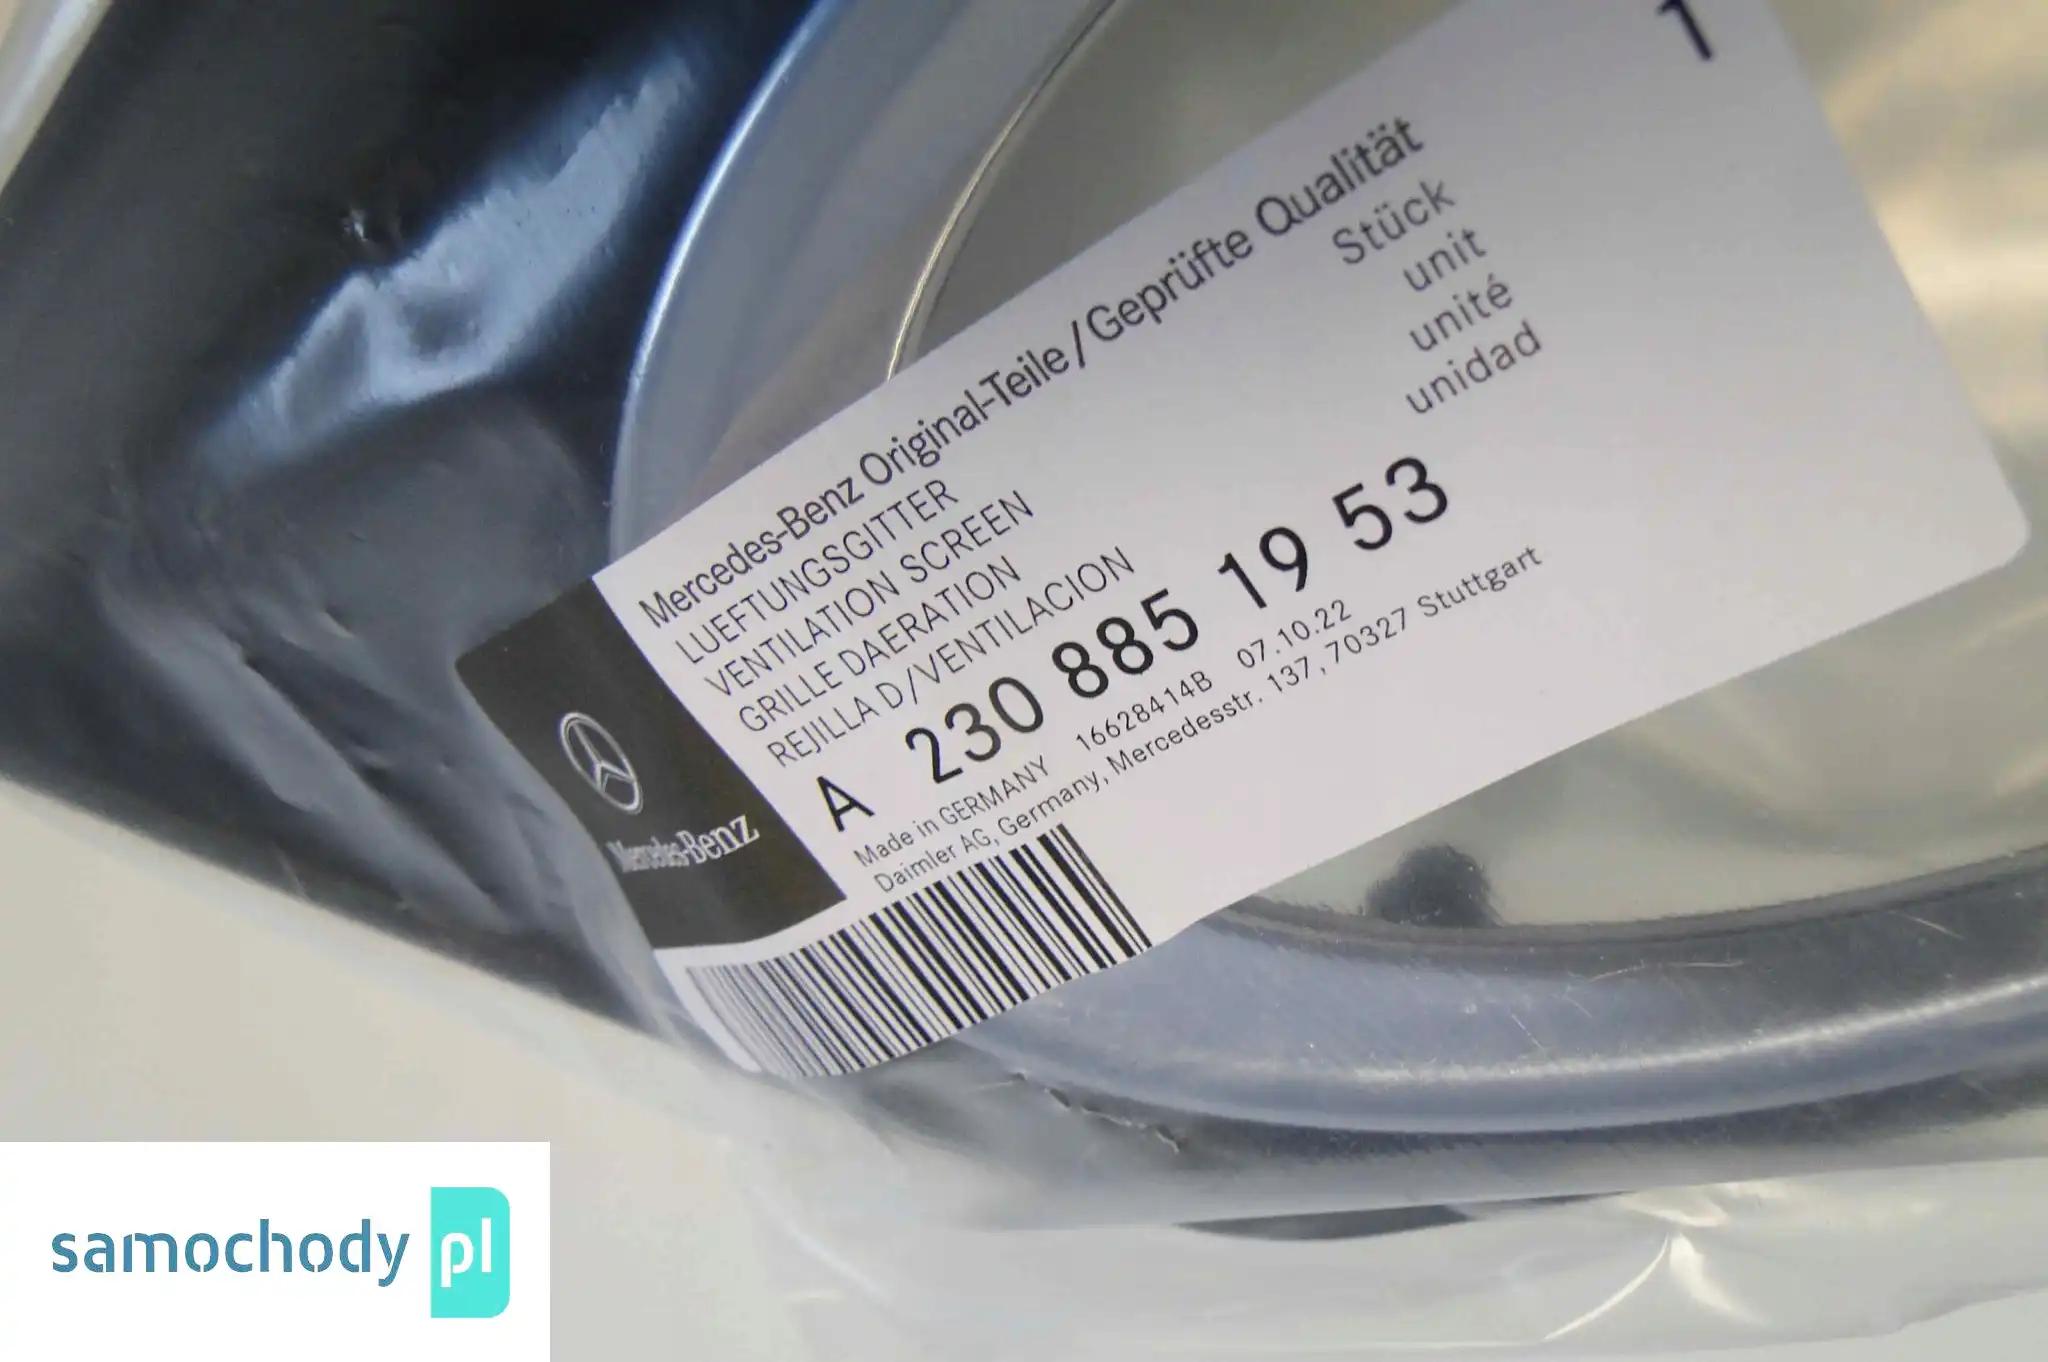 1
Mercedes-Benz Original-Teile/Geprüfte Qualität
LUEFTUNGSGITTER
VENTILATION SCREEN
GRILLE DAERATION
REJILLA D/VENTILACION
Stück
unit
unité
unidad
A 230 885 19 53
Made in GERMANY 16628414B 07.10.22
Daimler AG, Germany, Mercedesstr. 137, 70327 Stuttgart
Mercedes-Benz
samochody pl